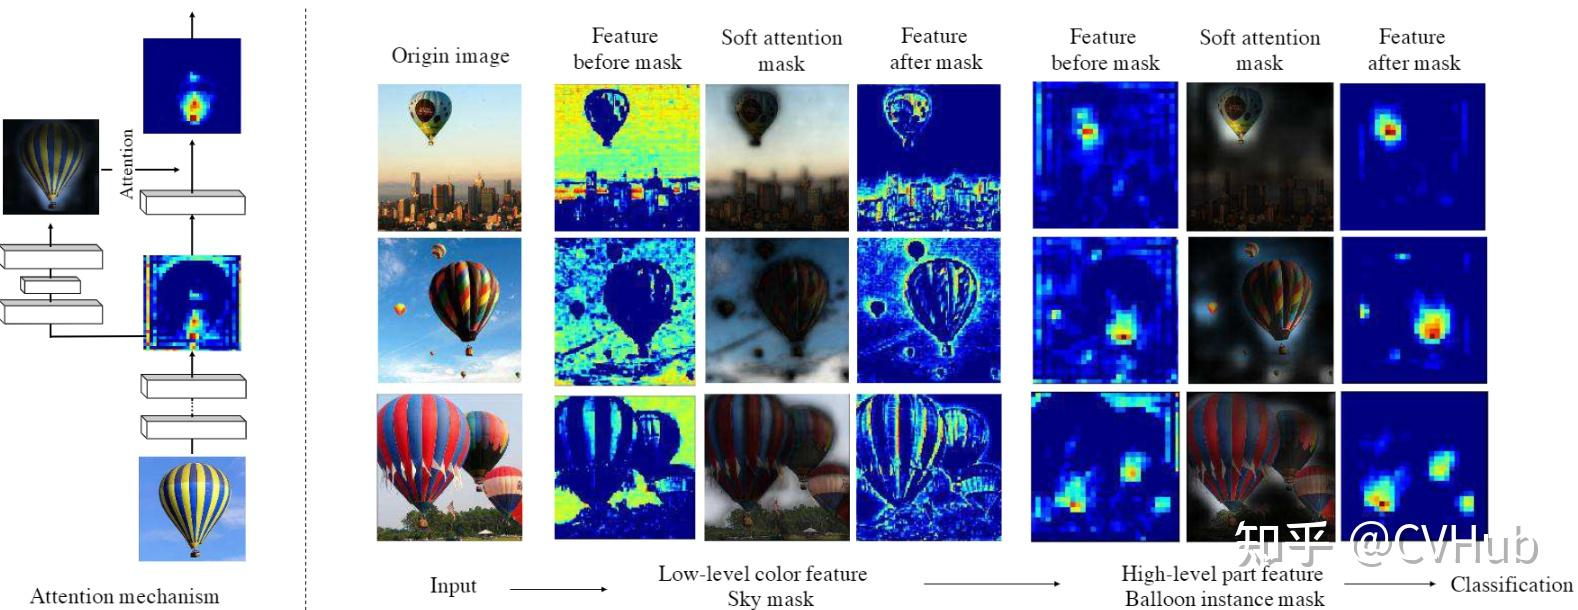 Attention
Attention mechanism
Origin image
Feature
before mask
Soft attention
mask
Feature
after mask
Feature
before mask
Soft attention
mask
Feature
after mask
知乎 @CVHub
Input
Low-level color feature
Sky mask
High-level part feature
Balloon instance mask
Classification